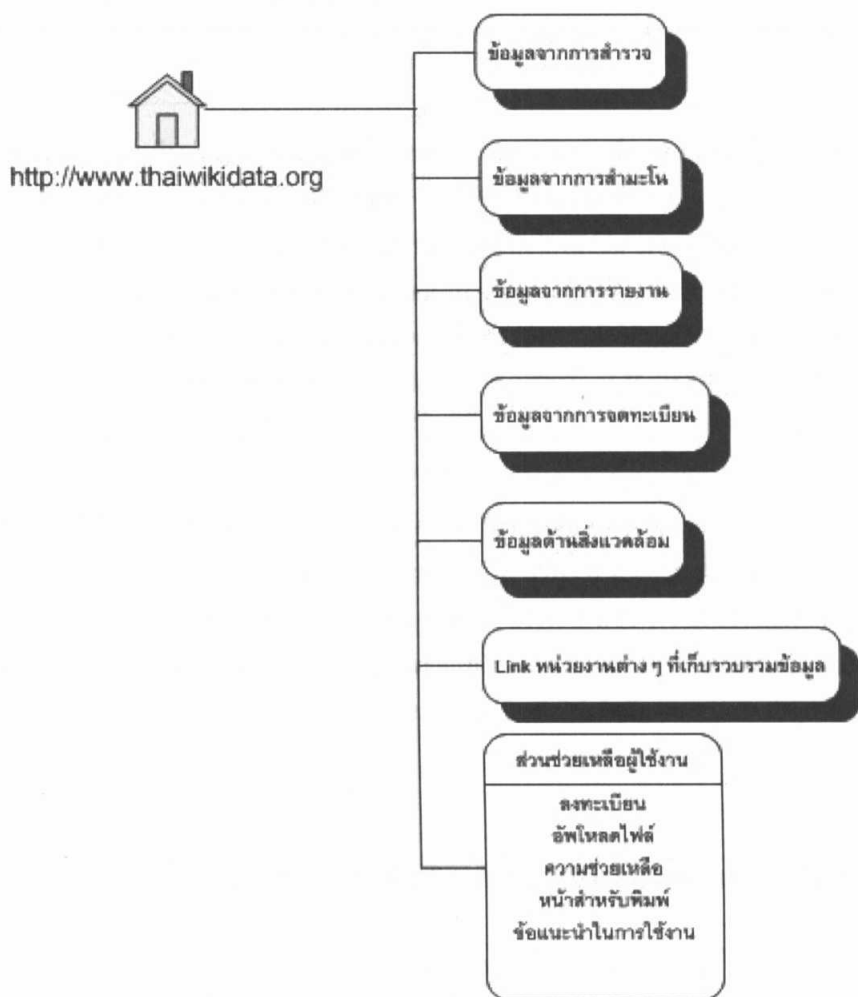 ข้อมูลจากการสำรวจ
http://www.thaiwikidata.org
ข้อมูลจากการสำมะโน
ข้อมูลจากการรายงาน
ข้อมูลจากการจดทะเบียน
ข้อมูลด้านสิ่งแวดล้อม
Link หน่วยงานต่าง ๆ ที่เก็บรวบรวมข้อมูล
ส่วนช่วยเหลือผู้ใช้งาน
ลงทะเบียน
อัพโหลดไฟล์
ความช่วยเหลือ
หน้าสำหรับพิมพ์
ข้อแนะนำในการใช้งาน